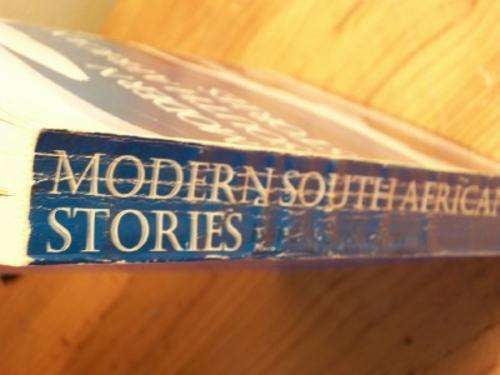 MODERN SOUTH AFRICAN
STORIES